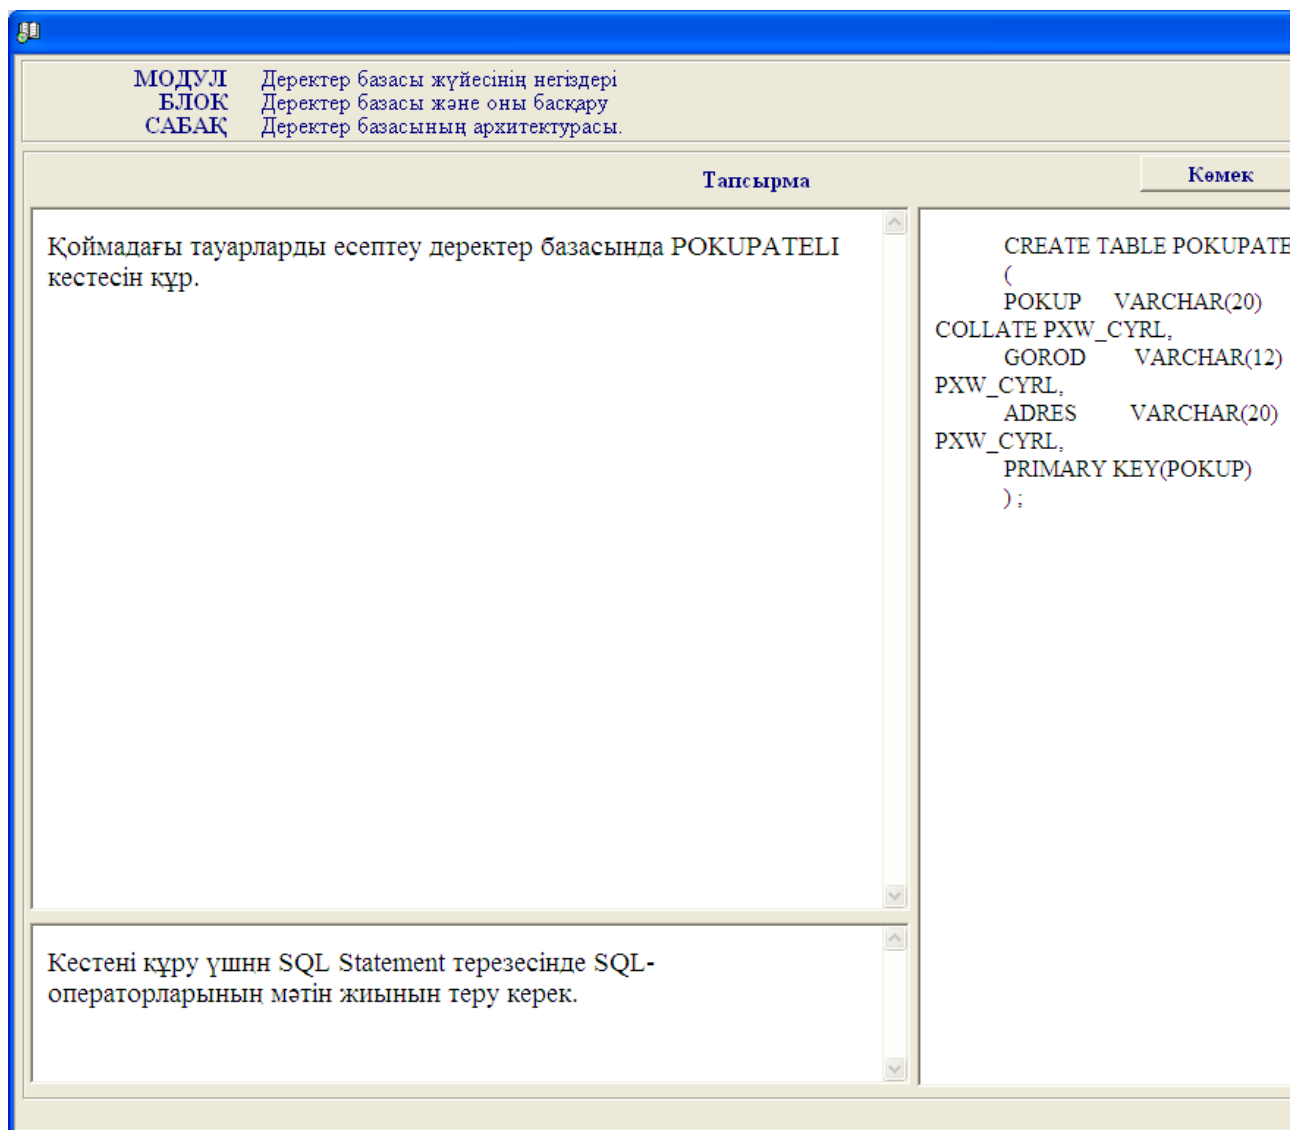 МОДУЛ Деректер базасы жүйесінің негіздері
БЛОК Деректер базасы және оны басқару
САБАҚ Деректер базасының архитектурасы.
Тапсырма
Көмек
Қоймадағы тауарларды есептеу деректер базасында POKUPATELI
кестесін құр.
Кестені құру үшнн SQL Statement терезесінде SQL-
операторларының мәтін жиынын теру керек.
CREATE TABLE POKUPATE
(
POKUP VARCHAR(20)
COLLATE PXW_CYRL,
GOROD VARCHAR(12)
PXW_CYRL,
ADRES VARCHAR(20)
PXW_CYRL,
PRIMARY KEY(POKUP)
) ;